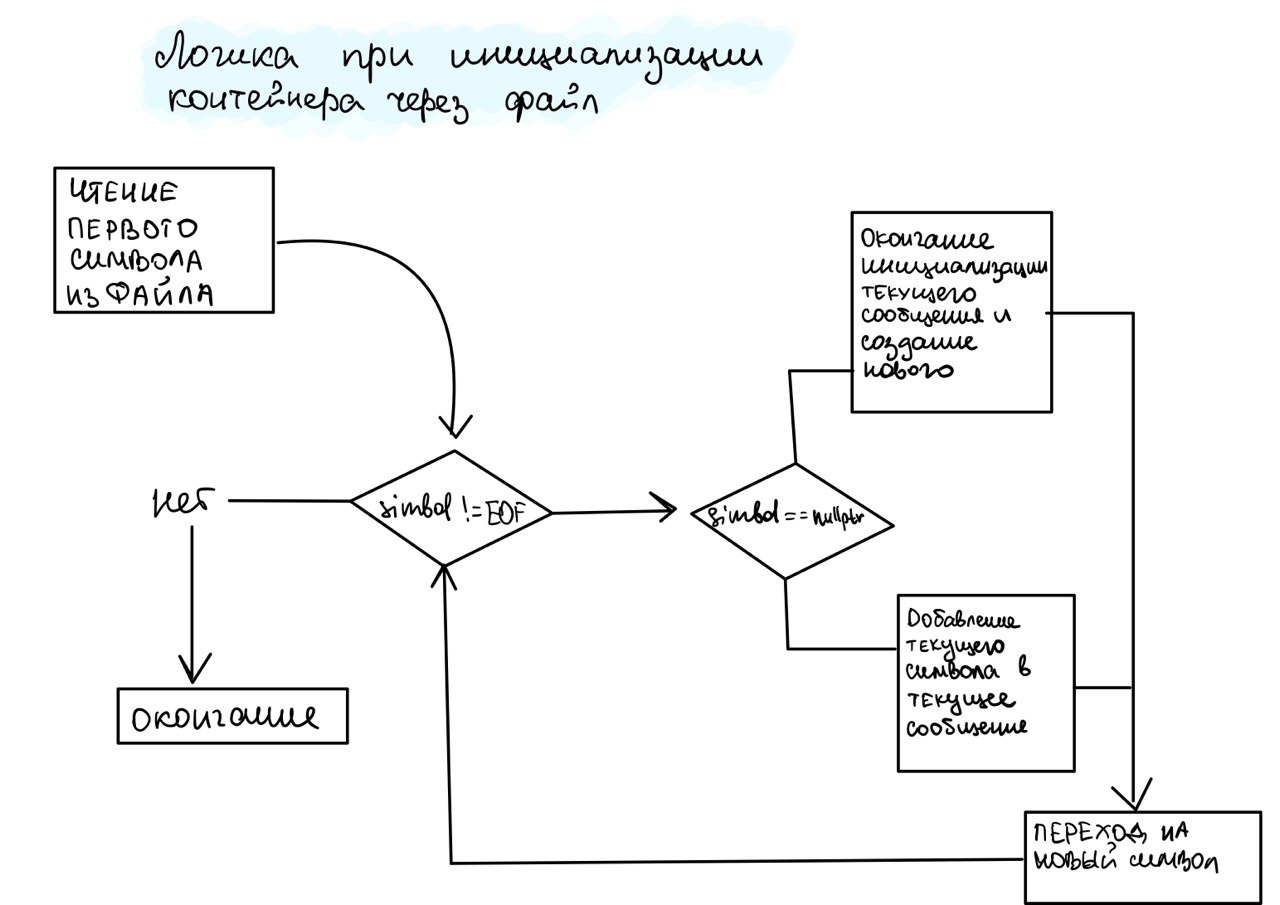 Логика при инициализации
контейнера через файл
ЧТЕНИЕ
ПЕРВОГО
СИМВОЛА
ИЗ ФАЙЛА
Окончание
инициализации
текущего
сообщения и
создание
нового
нет
simbol != EOF
simbol == nullptr
Добавление
текущего
символа в
текущее
сообщение
окончание
ПЕРЕХОД НА
новый символ